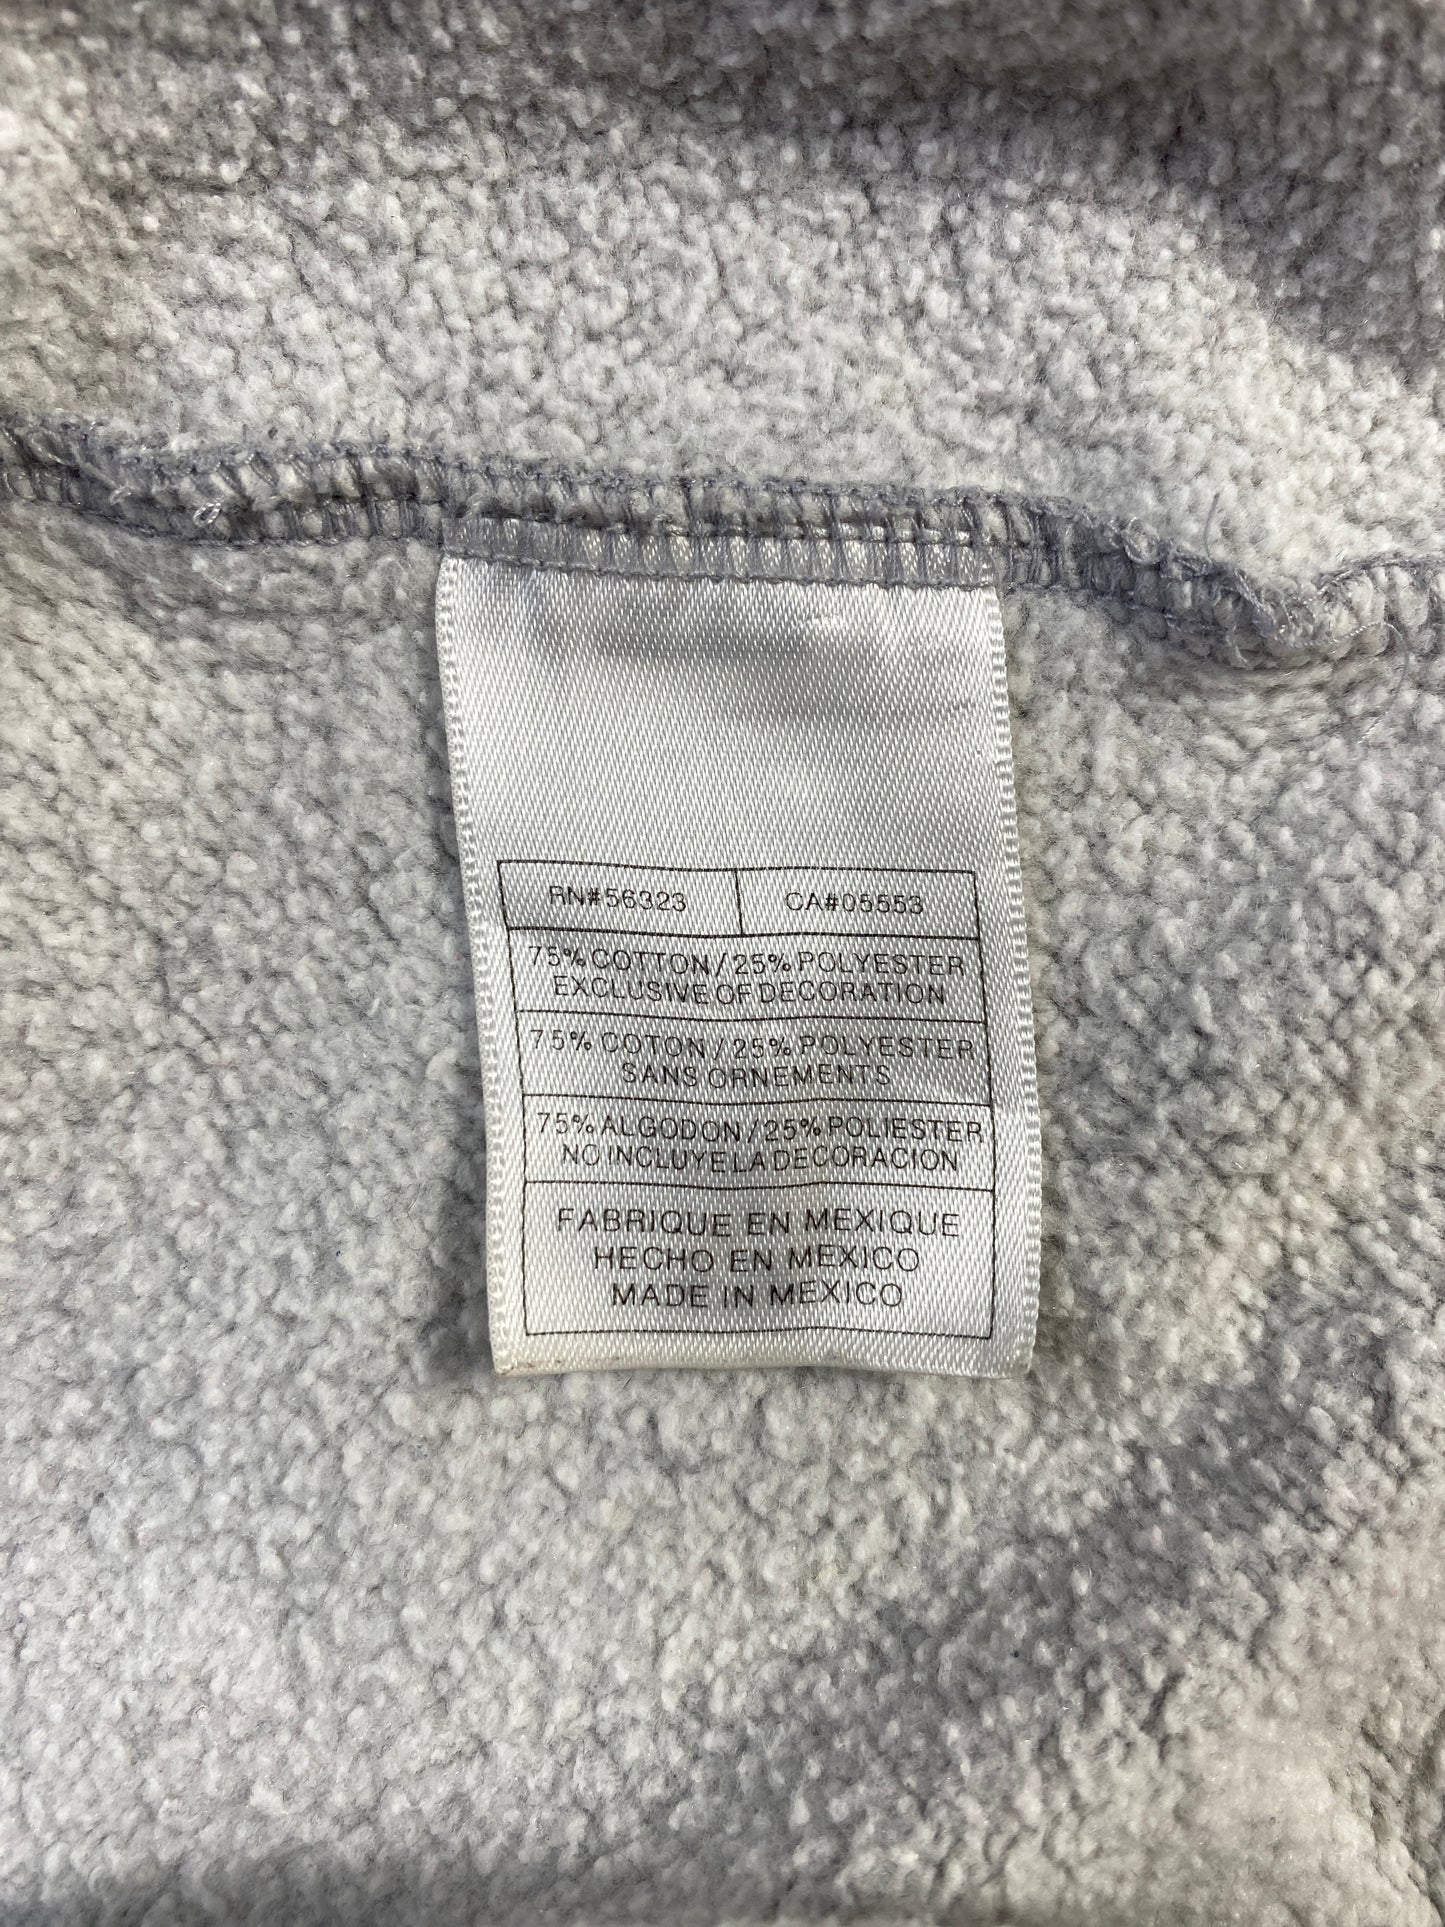 RN#56323 CA#05553
75% COTTON/25% POLYESTER
EXCLUSIVE OF DECORATION
75% COTON/25% POLYESTER
SANS ORNEMENTS
75% ALGODON/25% POLIESTER
NO INCLUYE LA DECORACION
FABRIQUE EN MEXIQUE
HECHO EN MEXICO
MADE IN MEXICO